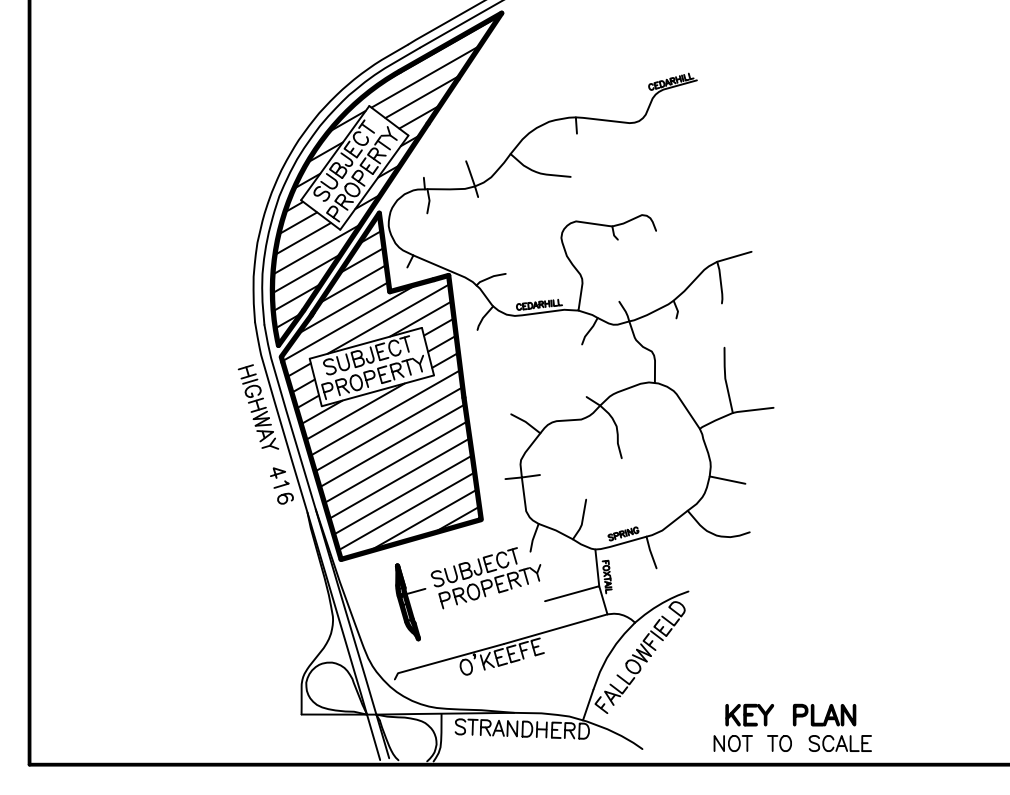 CEDARHILL
SUBJECT
PROPERTY
CEDARHILL
SUBJECT
PROPERTY
HIGHWAY 416
SPRING
SUBJECT
PROPERTY
FOXTAIL
O'KEEFE
FALLOWFIELD
STRANDHERD
KEY PLAN
NOT TO SCALE